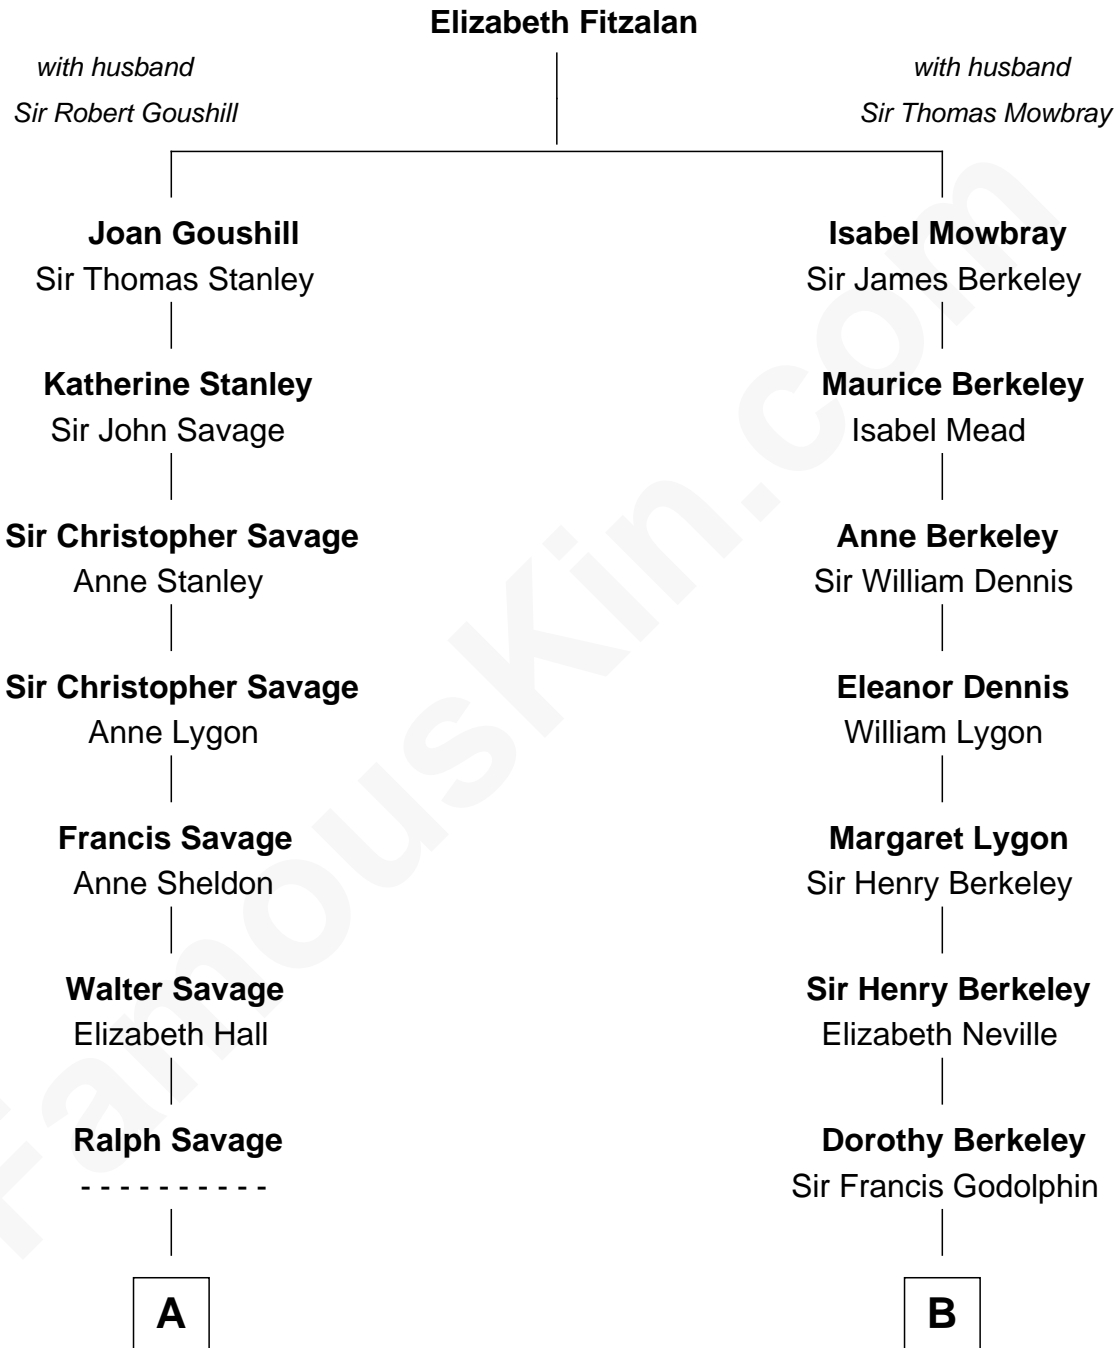 Elizabeth Fitzalan
with husband
Sir Robert Goushill
with husband
Sir Thomas Mowbray
Joan Goushill
Sir Thomas Stanley
Isabel Mowbray
Sir James Berkeley
Katherine Stanley
Sir John Savage
Maurice Berkeley
Isabel Mead
Sir Christopher Savage
Anne Stanley
Anne Berkeley
Sir William Dennis
Sir Christopher Savage
Anne Lygon
Eleanor Dennis
William Lygon
Francis Savage
Anne Sheldon
Margaret Lygon
Sir Henry Berkeley
Walter Savage
Elizabeth Hall
Sir Henry Berkeley
Elizabeth Neville
Ralph Savage
- - - - - - - - - -
Dorothy Berkeley
Sir Francis Godolphin
A
B
FamousKin.com